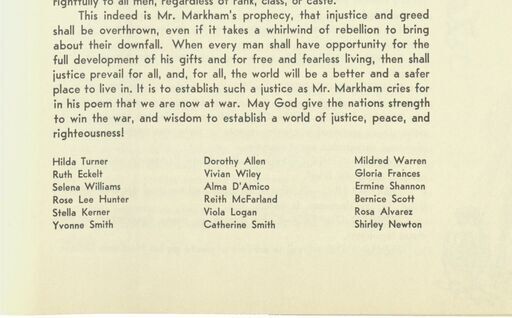 rightfully to all men, regardless of rank, class, or caste.
This indeed is Mr. Markham's prophecy, that injustice and greed
shall be overthrown, even if it takes a whirlwind of rebellion to bring
about their downfall. When every man shall have opportunity for the
full development of his gifts and for free and fearless living, then shall
justice prevail for all, and, for all, the world will be a better and a safer
place to live in. It is to establish such a justice as Mr. Markham cries for
in his poem that we are now at war. May God give the nations strength
to win the war, and wisdom to establish a world of justice, peace, and
righteousness!
Hilda Turner
Ruth Eckelt
Selena Williams
Rose Lee Hunter
Stella Kerner
Yvonne Smith
Dorothy Allen
Vivian Wiley
Alma D'Amico
Reith McFarland
Viola Logan
Catherine Smith
Mildred Warren
Gloria Frances
Ermine Shannon
Bernice Scott
Rosa Alvarez
Shirley Newton